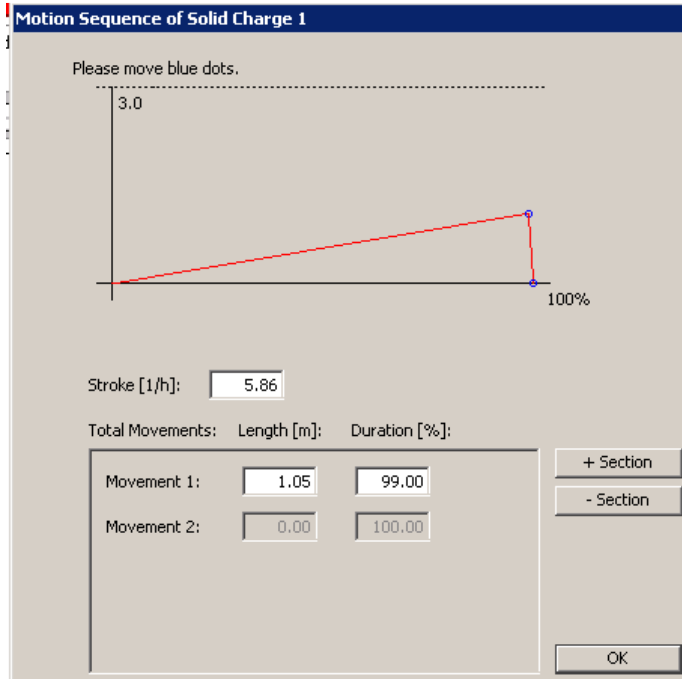 Motion Sequence of Solid Charge 1
Please move blue dots.
3.0
100%
Stroke [1/h]: 5.86
Total Movements: Length [m]: Duration [%]:
Movement 1: 1.05 99.00
+ Section
- Section
Movement 2: 0.00 100.00
OK